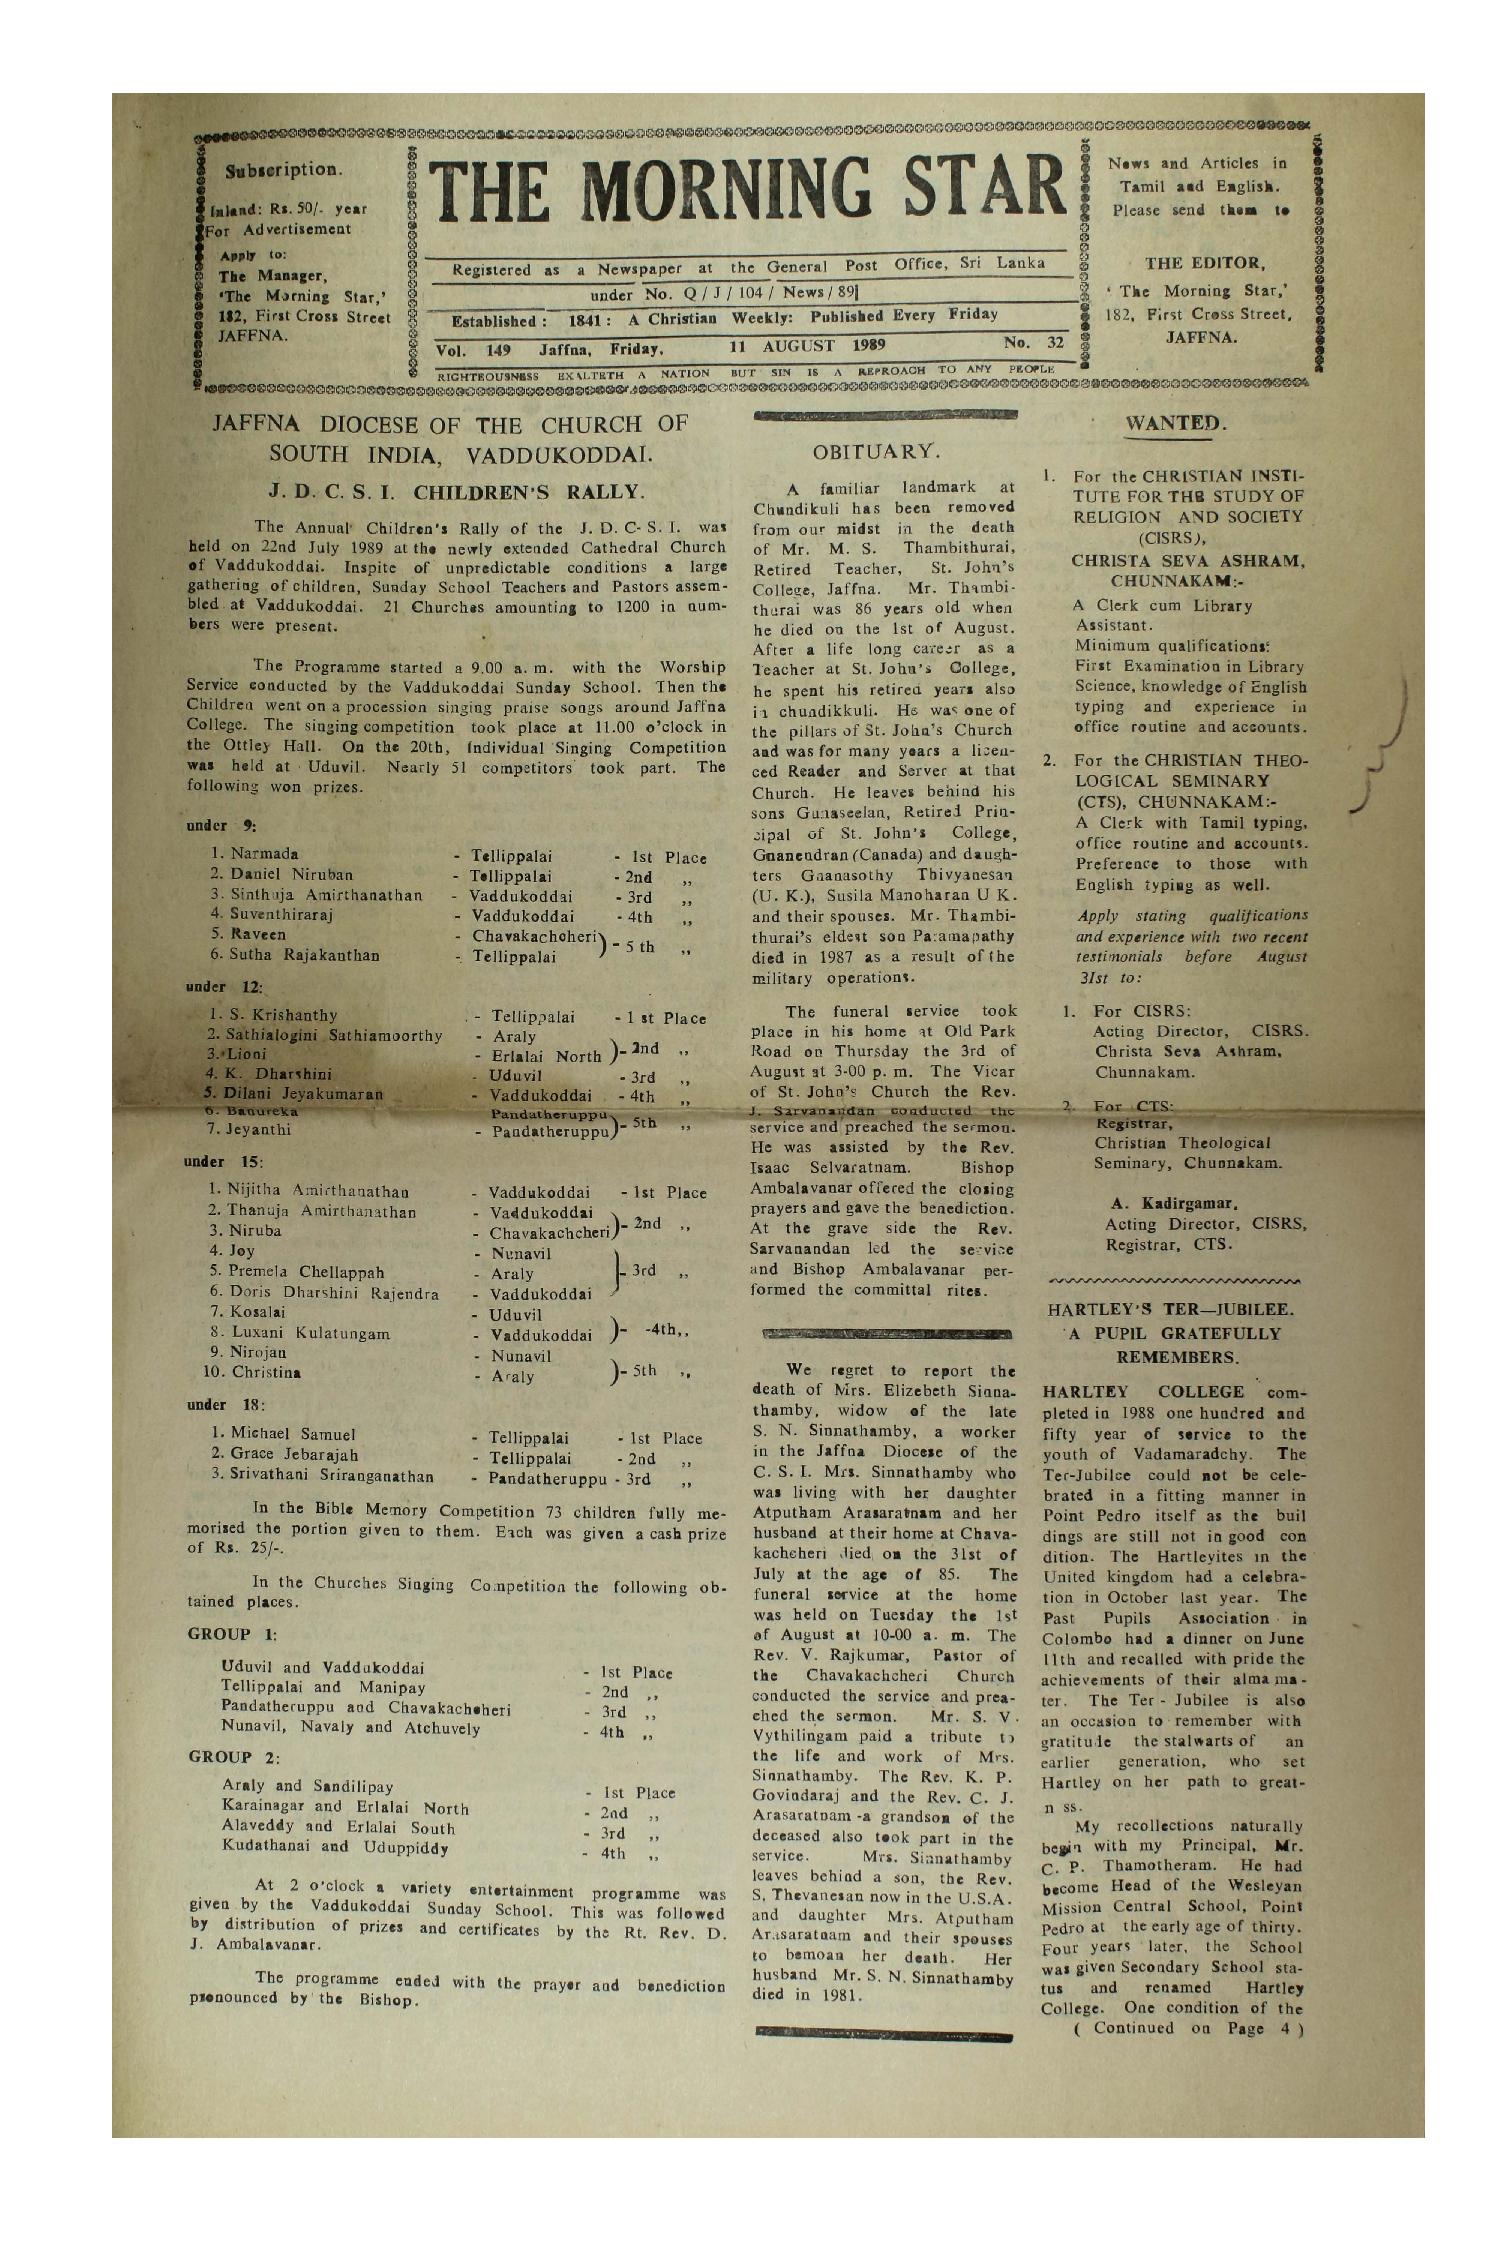 Subscription.
Inland: Rs. 50/- year
For Advertisement
Apply to:
The Manager,
‘The Morning Star,’
182, First Cross Street
JAFFNA.
THE MORNING STAR
Registered as a Newspaper at the General Post Office, Sri Lanka
under No. Q / J / 104 / News / 89
Established : 1841 : A Christian Weekly: Published Every Friday
Vol. 149 Jaffna, Friday, 11 AUGUST 1989 No. 32
RIGHTEOUSNESS EXALTETH A NATION BUT SIN IS A REPROACH TO ANY PEOPLE
News and Articles in
Tamil and English.
Please send them to
THE EDITOR,
‘ The Morning Star,’
182, First Cross Street,
JAFFNA.
JAFFNA DIOCESE OF THE CHURCH OF
SOUTH INDIA, VADDUKODDAI.
J. D. C. S. I. CHILDREN'S RALLY.
The Annual Children's Rally of the J. D. C- S. I. was
held on 22nd July 1989 at the newly extended Cathedral Church
of Vaddukoddai. Inspite of unpredictable conditions a large
gathering of children, Sunday School Teachers and Pastors assem-
bled at Vaddukoddai. 21 Churches amounting to 1200 in num-
bers were present.
The Programme started a 9.00 a. m. with the Worship
Service conducted by the Vaddukoddai Sunday School. Then the
Children went on a procession singing praise songs around Jaffna
College. The singing competition took place at 11.00 o'clock in
the Ottley Hall. On the 20th, Individual Singing Competition
was held at Uduvil. Nearly 51 competitors took part. The
following won prizes.
under 9:
1. Narmada - Tellippalai - 1st Place
2. Daniel Niruban - Tellippalai - 2nd ,,
3. Sinthuja Amirthanathan - Vaddukoddai - 3rd ,,
4. Suventhiraraj - Vaddukoddai - 4th ,,
5. Raveen - Chavakachcheri
6. Sutha Rajakanthan - Tellippalai ) - 5 th ,,
under 12:
1. S. Krishanthy - Tellippalai - 1 st Place
2. Sathialogini Sathiamoorthy - Araly
3. Lioni - Erlalai North )- 2nd ,,
4. K. Dharshini - Uduvil - 3rd ,,
5. Dilani Jeyakumaran - Vaddukoddai - 4th ,,
6. Banureka Pandatheruppu
7. Jeyanthi - Pandatheruppu )- 5th ,,
under 15:
1. Nijitha Amirthanathan - Vaddukoddai - 1st Place
2. Thanuja Amirthanathan - Vaddukoddai
3. Niruba - Chavakachcheri )- 2nd ,,
4. Joy - Nunavil
5. Premela Chellappah - Araly }- 3rd ,,
6. Doris Dharshini Rajendra - Vaddukoddai
7. Kosalai - Uduvil
8. Luxani Kulatungam - Vaddukoddai )- -4th,,
9. Nirojan - Nunavil
10. Christina - Araly )- 5th ,,
under 18:
1. Michael Samuel - Tellippalai - 1st Place
2. Grace Jebarajah - Tellippalai - 2nd ,,
3. Srivathani Sriranganathan - Pandatheruppu - 3rd ,,
In the Bible Memory Competition 73 children fully me-
morised the portion given to them. Each was given a cash prize
of Rs. 25/-.
In the Churches Singing Competition the following ob-
tained places.
GROUP 1:
Uduvil and Vaddukoddai - 1st Place
Tellippalai and Manipay - 2nd ,,
Pandatheruppu and Chavakachcheri - 3rd ,,
Nunavil, Navaly and Atchuvely - 4th ,,
GROUP 2:
Araly and Sandilipay - 1st Place
Karainagar and Erlalai North - 2nd ,,
Alaveddy and Erlalai South - 3rd ,,
Kudathanai and Uduppiddy - 4th ,,
At 2 o'clock a variety entertainment programme was
given by the Vaddukoddai Sunday School. This was followed
by distribution of prizes and certificates by the Rt. Rev. D.
J. Ambalavanar.
The programme ended with the prayer and benediction
pronounced by the Bishop.
OBITUARY.
A familiar landmark at
Chundikuli has been removed
from our midst in the death
of Mr. M. S. Thambithurai,
Retired Teacher, St. John's
College, Jaffna. Mr. Thambi-
thurai was 86 years old when
he died on the 1st of August.
After a life long career as a
Teacher at St. John's College,
he spent his retired years also
in chundikkuli. He was one of
the pillars of St. John's Church
and was for many years a licen-
ced Reader and Server at that
Church. He leaves behind his
sons Gunaseelan, Retired Prin-
cipal of St. John's College,
Gnanendran (Canada) and daugh-
ters Gnanasothy Thivyanesan
(U. K.), Susila Manoharan U K.
and their spouses. Mr. Thambi-
thurai's eldest son Paramapathy
died in 1987 as a result of the
military operations.
The funeral service took
place in his home at Old Park
Road on Thursday the 3rd of
August at 3-00 p. m. The Vicar
of St. John's Church the Rev.
J. Sarvanandan conducted the
service and preached the sermon.
He was assisted by the Rev.
Isaac Selvaratnam. Bishop
Ambalavanar offered the closing
prayers and gave the benediction.
At the grave side the Rev.
Sarvanandan led the service
and Bishop Ambalavanar per-
formed the committal rites.
We regret to report the
death of Mrs. Elizebeth Sinna-
thamby, widow of the late
S. N. Sinnathamby, a worker
in the Jaffna Diocese of the
C. S. I. Mrs. Sinnathamby who
was living with her daughter
Atputham Arasaratnam and her
husband at their home at Chava-
kachcheri died on the 31st of
July at the age of 85. The
funeral service at the home
was held on Tuesday the 1st
of August at 10-00 a. m. The
Rev. V. Rajkumar, Pastor of
the Chavakachcheri Church
conducted the service and prea-
ched the sermon. Mr. S. V.
Vythilingam paid a tribute to
the life and work of Mrs.
Sinnathamby. The Rev. K. P.
Govindaraj and the Rev. C. J.
Arasaratnam -a grandson of the
deceased also took part in the
service. Mrs. Sinnathamby
leaves behind a son, the Rev.
S. Thevanesan now in the U.S.A.
and daughter Mrs. Atputham
Arasaratnam and their spouses
to bemoan her death. Her
husband Mr. S. N. Sinnathamby
died in 1981.
WANTED.
1. For the CHRISTIAN INSTI-
TUTE FOR THE STUDY OF
RELIGION AND SOCIETY
(CISRS),
CHRISTA SEVA ASHRAM,
CHUNNAKAM:-
A Clerk cum Library
Assistant.
Minimum qualifications:
First Examination in Library
Science, knowledge of English
typing and experience in
office routine and accounts.
2. For the CHRISTIAN THEO-
LOGICAL SEMINARY
(CTS), CHUNNAKAM:-
A Clerk with Tamil typing,
office routine and accounts.
Preference to those with
English typing as well.
Apply stating qualifications
and experience with two recent
testimonials before August
31st to:
1. For CISRS:
Acting Director, CISRS.
Christa Seva Ashram,
Chunnakam.
2. For CTS:
Registrar,
Christian Theological
Seminary, Chunnakam.
A. Kadirgamar,
Acting Director, CISRS,
Registrar, CTS.
HARTLEY'S TER—JUBILEE.
A PUPIL GRATEFULLY
REMEMBERS.
HARLTEY COLLEGE com-
pleted in 1988 one hundred and
fifty year of service to the
youth of Vadamaradchy. The
Ter-Jubilee could not be cele-
brated in a fitting manner in
Point Pedro itself as the buil
dings are still not in good con
dition. The Hartleyites in the
United kingdom had a celebra-
tion in October last year. The
Past Pupils Association in
Colombo had a dinner on June
11th and recalled with pride the
achievements of their alma ma-
ter. The Ter - Jubilee is also
an occasion to remember with
gratitude the stalwarts of an
earlier generation, who set
Hartley on her path to great-
n ss.
My recollections naturally
begin with my Principal, Mr.
C. P. Thamotheram. He had
become Head of the Wesleyan
Mission Central School, Point
Pedro at the early age of thirty.
Four years later, the School
was given Secondary School sta-
tus and renamed Hartley
College. One condition of the
( Continued on Page 4 )